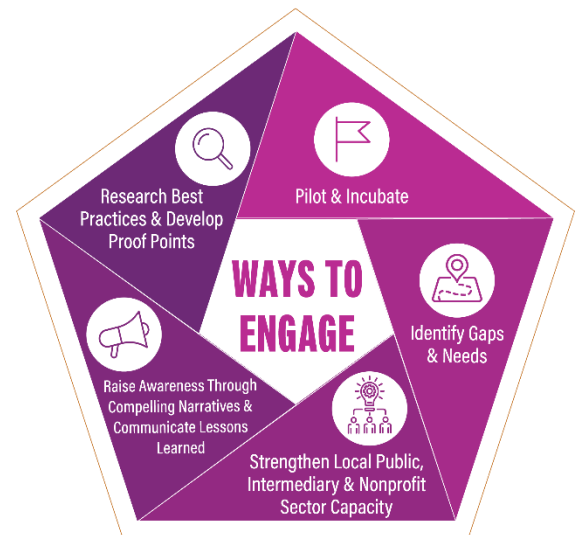 Research Best
Practices & Develop
Proof Points
Pilot & Incubate
WAYS TO
ENGAGE
Identify Gaps
& Needs
Raise Awareness Through
Compelling Narratives &
Communicate Lessons
Learned
Strengthen Local Public,
Intermediary & Nonprofit
Sector Capacity